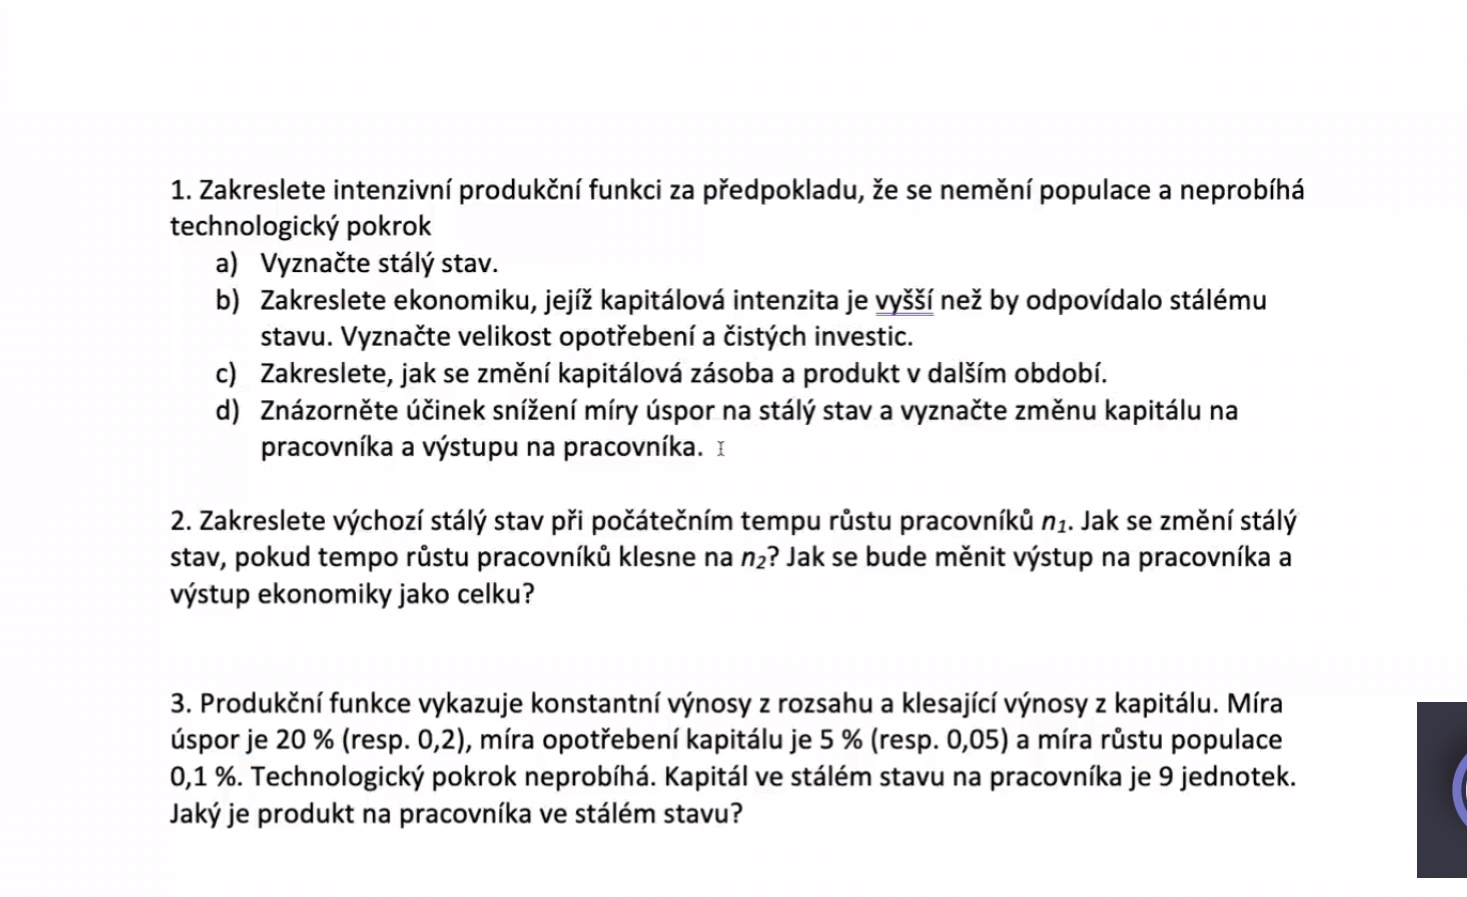 1. Zakreslete intenzivní produkční funkci za předpokladu, že se nemění populace a neprobíhá
technologický pokrok
a) Vyznačte stálý stav.
b) Zakreslete ekonomiku, jejíž kapitálová intenzita je vyšší než by odpovídalo stálému
stavu. Vyznačte velikost opotřebení a čistých investic.
c) Zakreslete, jak se změní kapitálová zásoba a produkt v dalším období.
d) Znázorněte účinek snížení míry úspor na stálý stav a vyznačte změnu kapitálu na
pracovníka a výstupu na pracovníka.
2. Zakreslete výchozí stálý stav při počátečním tempu růstu pracovníků n₁. Jak se změní stálý
stav, pokud tempo růstu pracovníků klesne na n₂? Jak se bude měnit výstup na pracovníka a
výstup ekonomiky jako celku?
3. Produkční funkce vykazuje konstantní výnosy z rozsahu a klesající výnosy z kapitálu. Míra
úspor je 20 % (resp. 0,2), míra opotřebení kapitálu je 5 % (resp. 0,05) a míra růstu populace
0,1 %. Technologický pokrok neprobíhá. Kapitál ve stálém stavu na pracovníka je 9 jednotek.
Jaký je produkt na pracovníka ve stálém stavu?